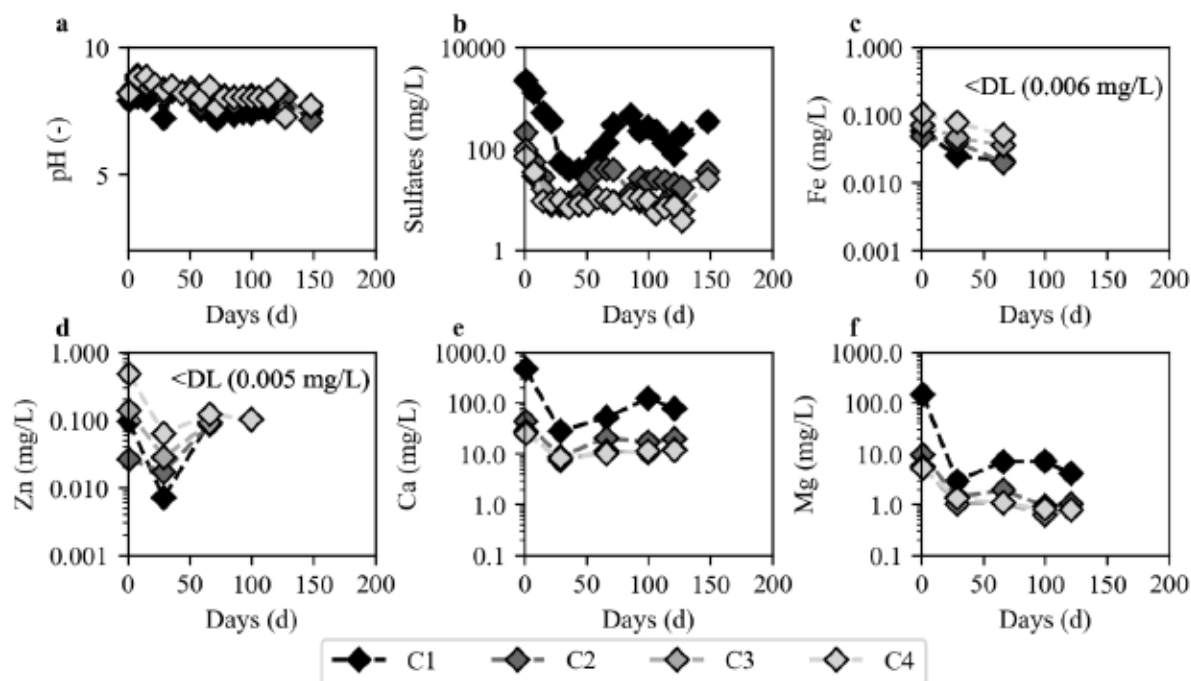 a
10
5
pH (-)
0 50 100 150 200
Days (d)
b
10000
100
1
Sulfates (mg/L)
0 50 100 150 200
Days (d)
c
1.000
0.100
0.010
0.001
Fe (mg/L)
<DL (0.006 mg/L)
0 50 100 150 200
Days (d)
d
1.000
0.100
0.010
0.001
Zn (mg/L)
<DL (0.005 mg/L)
0 50 100 150 200
Days (d)
e
1000.0
100.0
10.0
1.0
0.1
Ca (mg/L)
0 50 100 150 200
Days (d)
f
1000.0
100.0
10.0
1.0
0.1
Mg (mg/L)
0 50 100 150 200
Days (d)
C1 C2 C3 C4